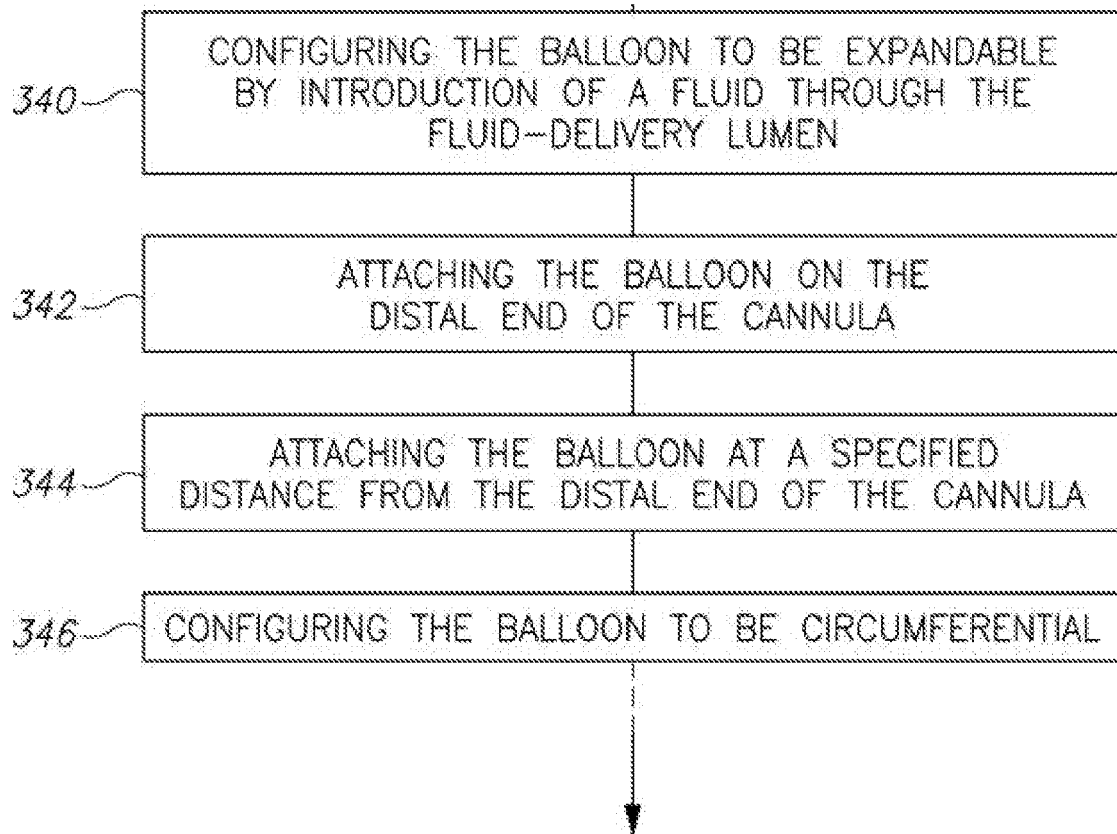 CONFIGURING THE BALLOON TO BE EXPANDABLE
340 BY INTRODUCTION OF A FLUID THROUGH THE
FLUID-DELIVERY LUMEN
ATTACHING THE BALLOON ON THE
342 DISTAL END OF THE CANNULA
ATTACHING THE BALLOON AT A SPECIFIED
344 DISTANCE FROM THE DISTAL END OF THE CANNULA
346 CONFIGURING THE BALLOON TO BE CIRCUMFERENTIAL